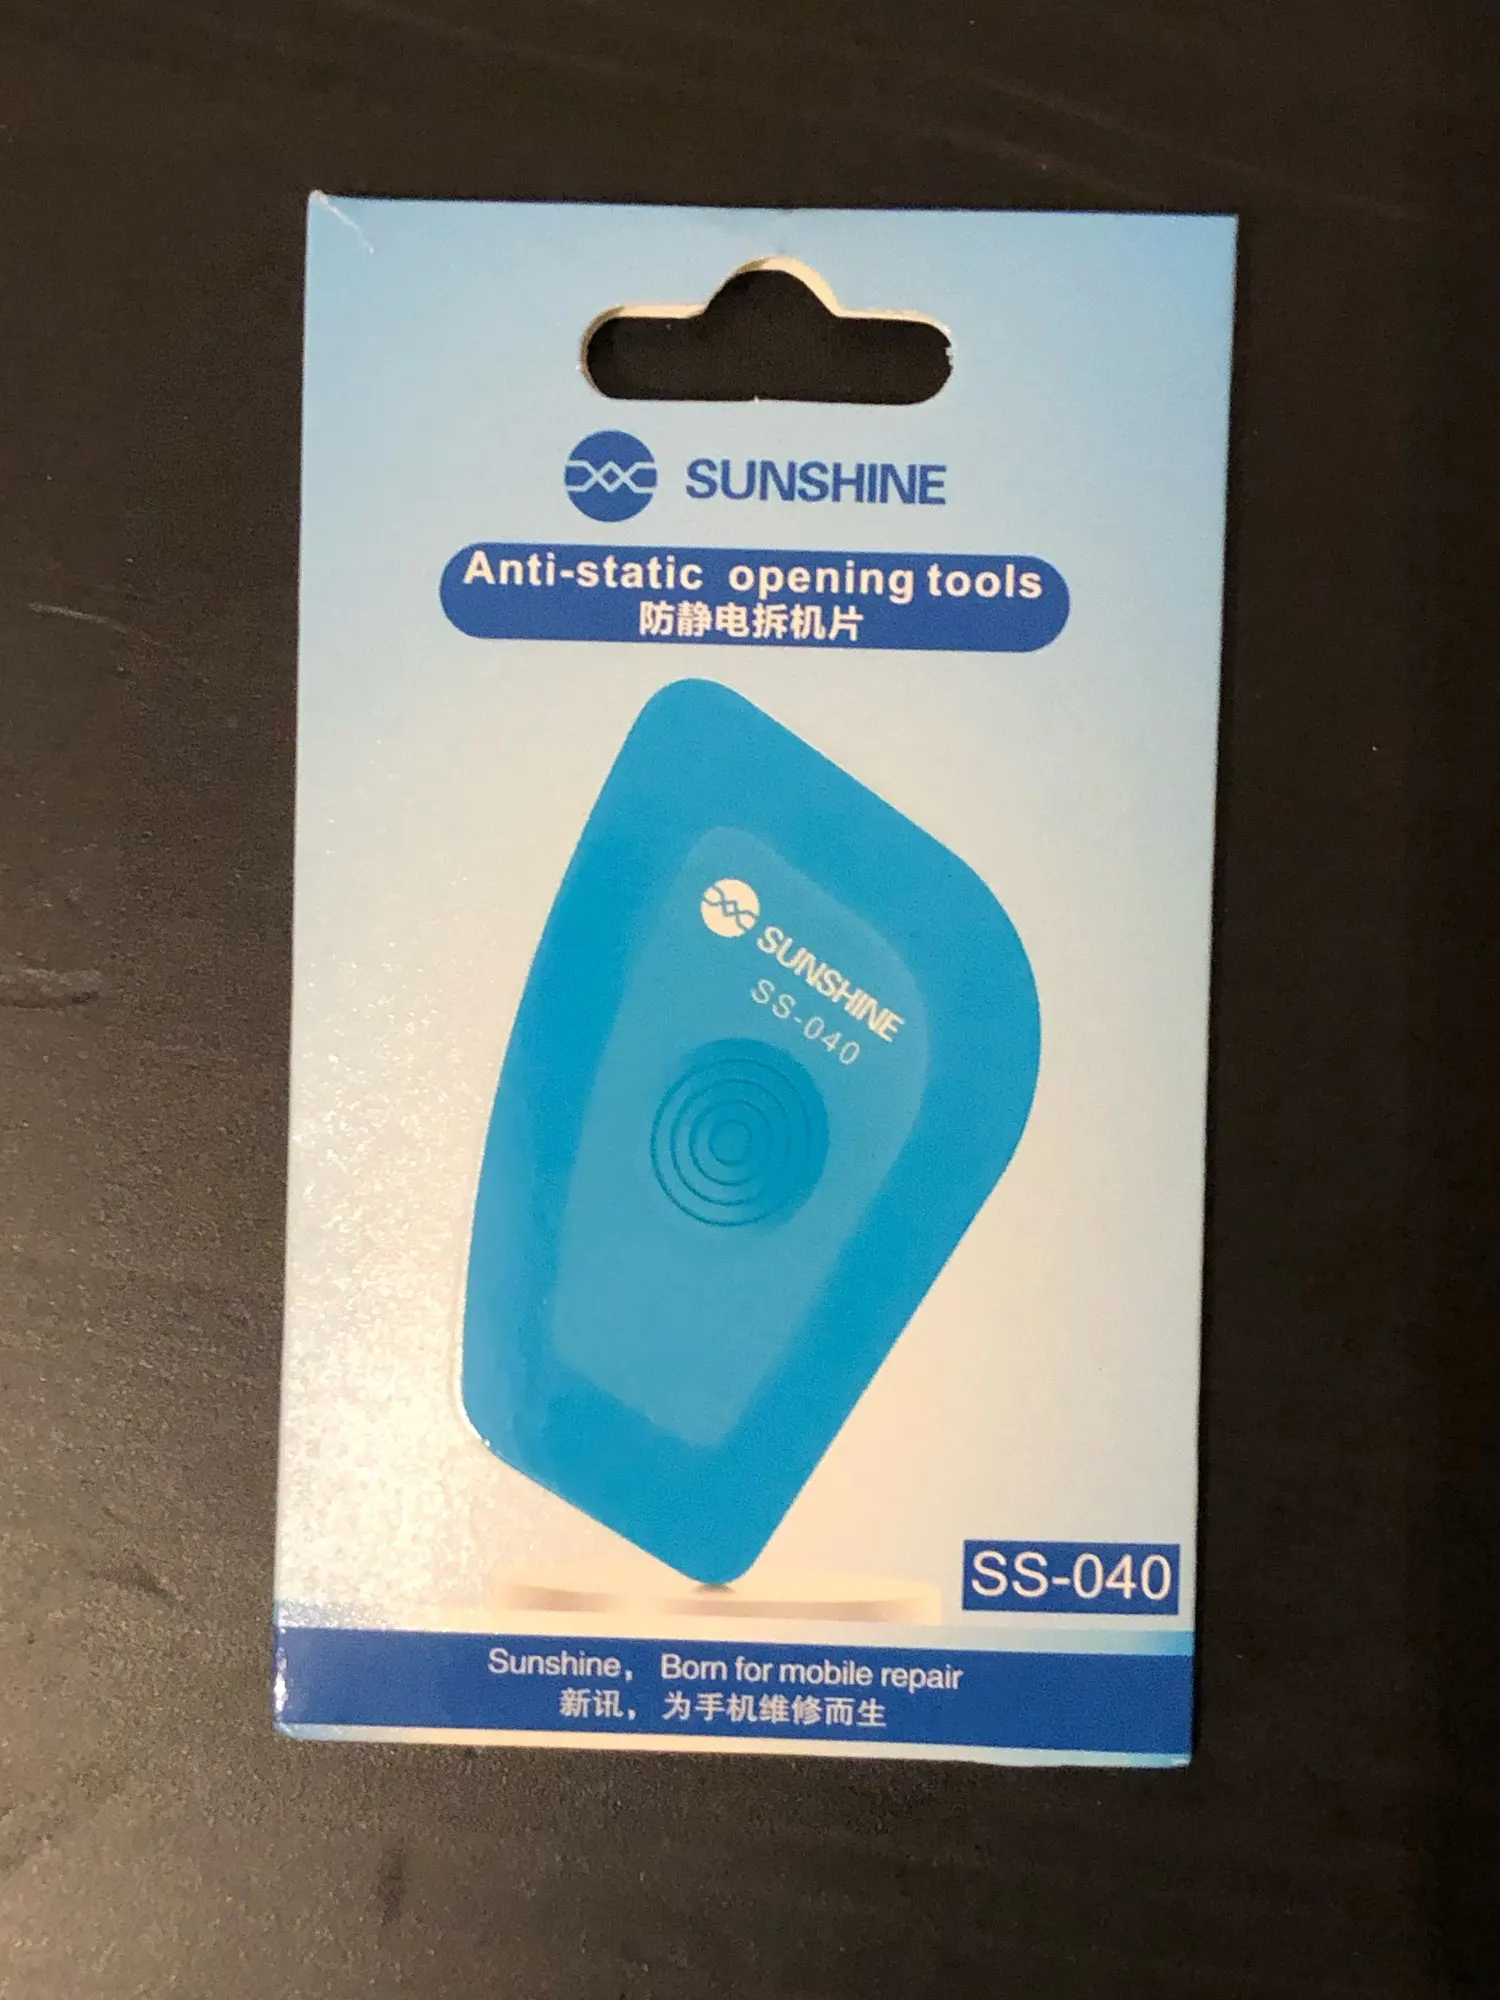 SUNSHINE
Anti-static opening tools
防静电拆机片
SUNSHINE
SS-040
SS-040
Sunshine, Born for mobile repair
新讯，为手机维修而生